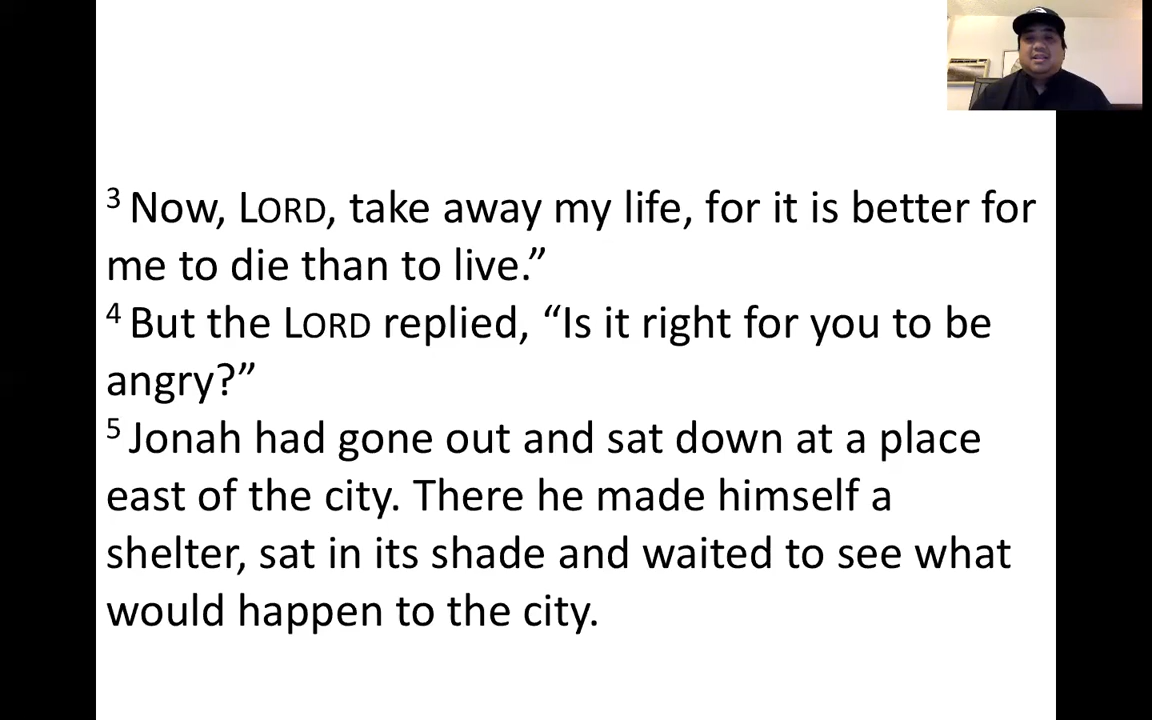 3 Now, LORD, take away my life, for it is better for
me to die than to live.”
4 But the LORD replied, “Is it right for you to be
angry?”
5 Jonah had gone out and sat down at a place
east of the city. There he made himself a
shelter, sat in its shade and waited to see what
would happen to the city.